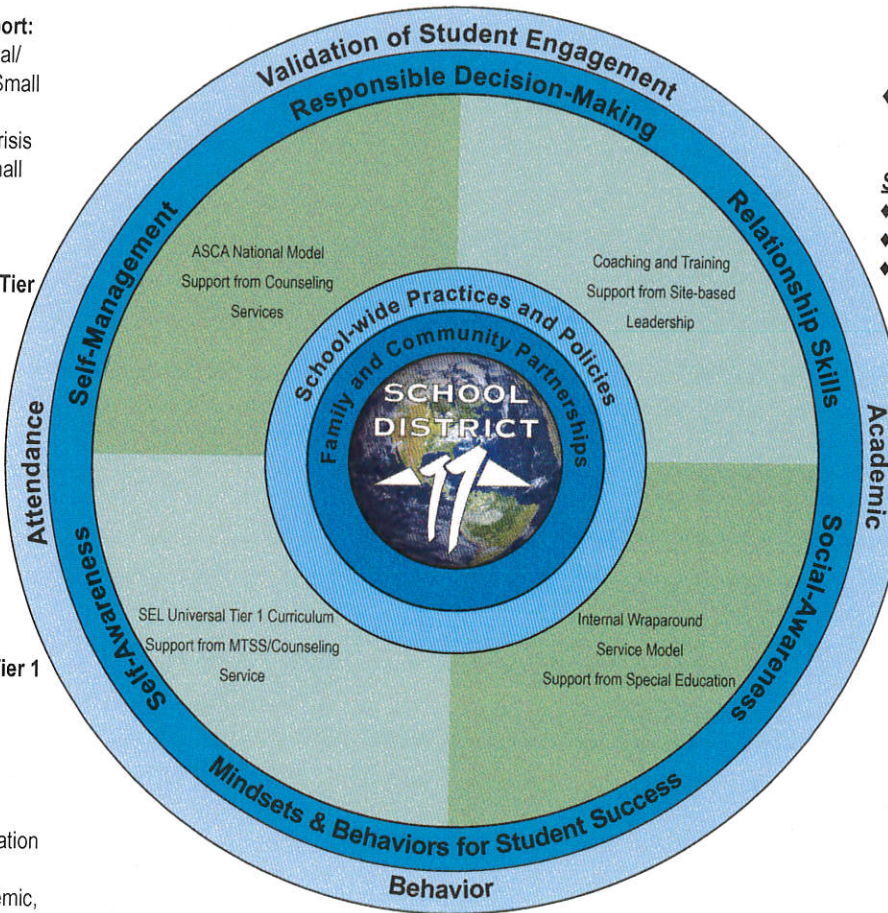 port:
al/
Small
risis
nall
Tier
Tier 1
ation
emic,
Validation of Student Engagement
Responsible Decision-Making
Self-Management
Relationship Skills
ASCA National Model
Support from Counseling
Services
Coaching and Training
Support from Site-based
Leadership
School-wide Practices and Policies
Family and Community Partnerships
SCHOOL
DISTRICT
11
Attendance
Academic
Self-Awareness
Social-Awareness
SEL Universal Tier 1 Curriculum
Support from MTSS/Counseling
Service
Internal Wraparound
Service Model
Support from Special Education
Mindsets & Behaviors for Student Success
Behavior